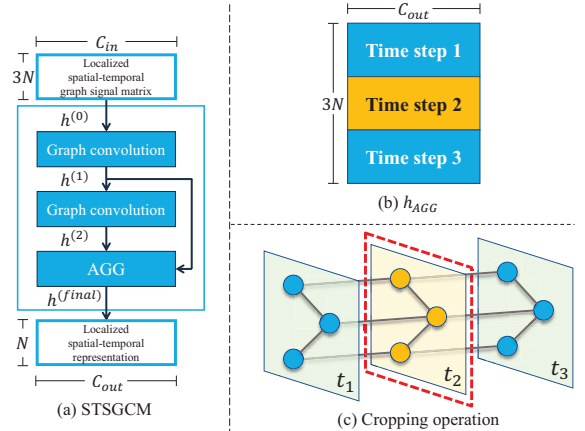 C_in
3N
Localized
spatial-temporal
graph signal matrix
h^(0)
Graph convolution
h^(1)
Graph convolution
h^(2)
AGG
h^(final)
N
Localized
spatial-temporal
representation
C_out
(a) STSGCM
C_out
3N
Time step 1
Time step 2
Time step 3
(b) h_AGG
t_1
t_2
t_3
(c) Cropping operation